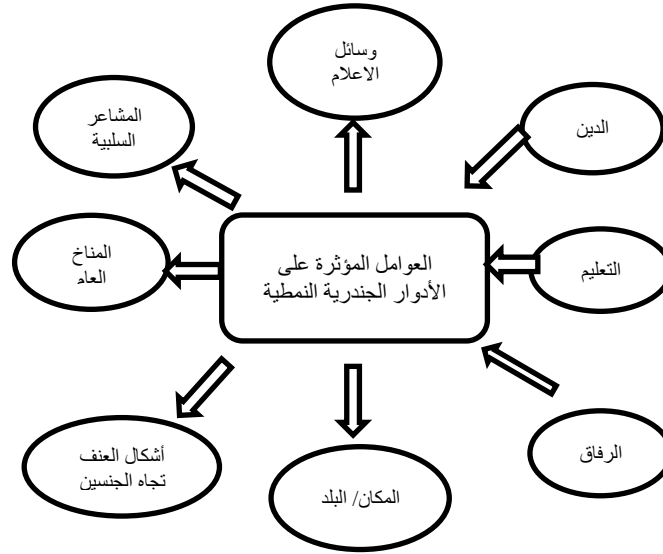 وسائل
الاعلام
المشاعر
السلبية
الدين
المناخ
العام
العوامل المؤثرة على
الأدوار الجندرية النمطية
التعليم
أشكال العنف
تجاه الجنسين
المكان/ البلد
الرفاق